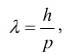 λ = h/p,